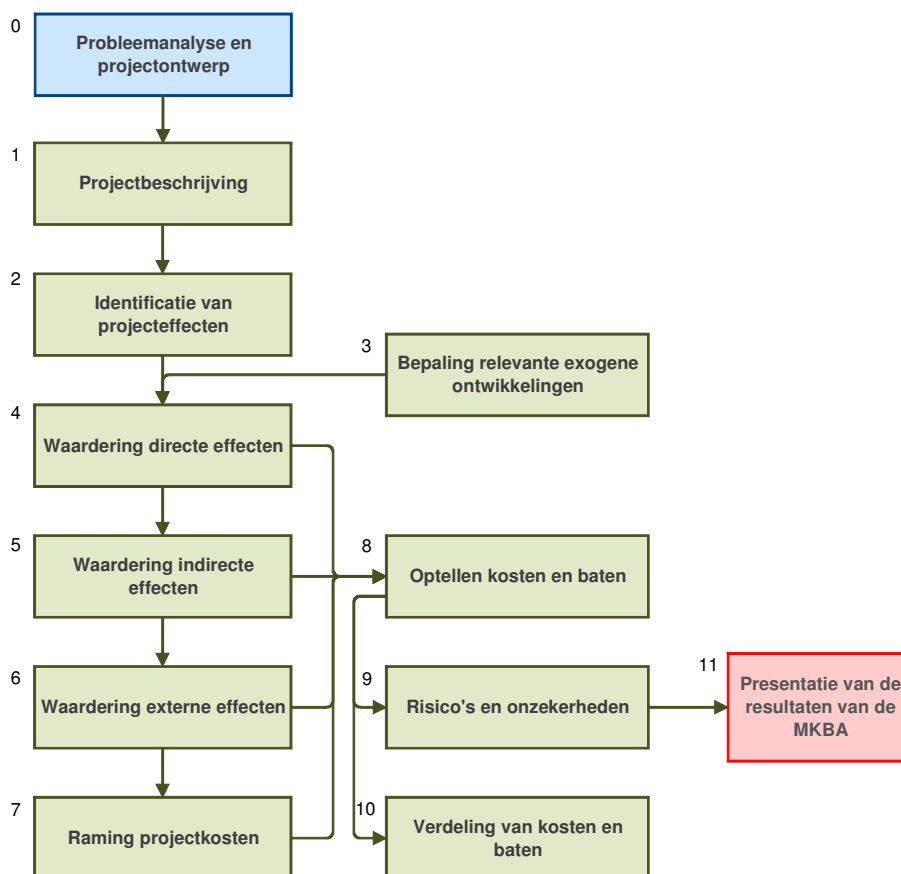 0
Probleemanalyse en
projectontwerp
1
Projectbeschrijving
2
Identificatie van
projecteffecten
3
Bepaling relevante exogene
ontwikkelingen
4
Waardering directe effecten
5
Waardering indirecte
effecten
6
Waardering externe effecten
7
Raming projectkosten
8
Optellen kosten en baten
9
Risico's en onzekerheden
10
Verdeling van kosten en
baten
11
Presentatie van de
resultaten van de
MKBA